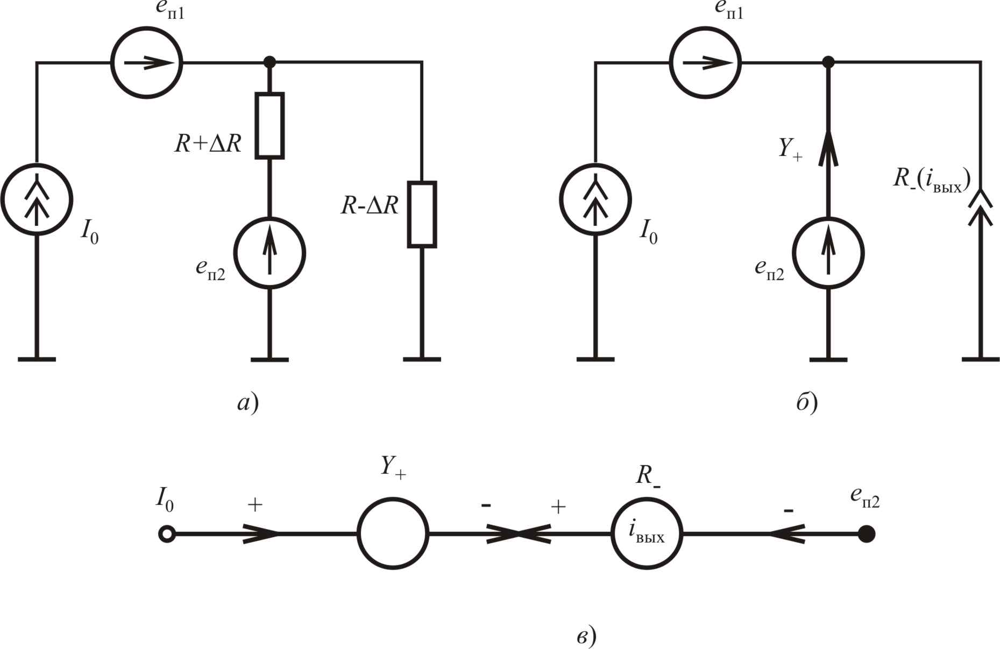 eп1
eп1
R+ΔR
Y+
R-(iвых)
R-ΔR
I0
I0
eп2
eп2
а)
б)
Y+
R-
I0
+
-
+
-
eп2
iвых
в)